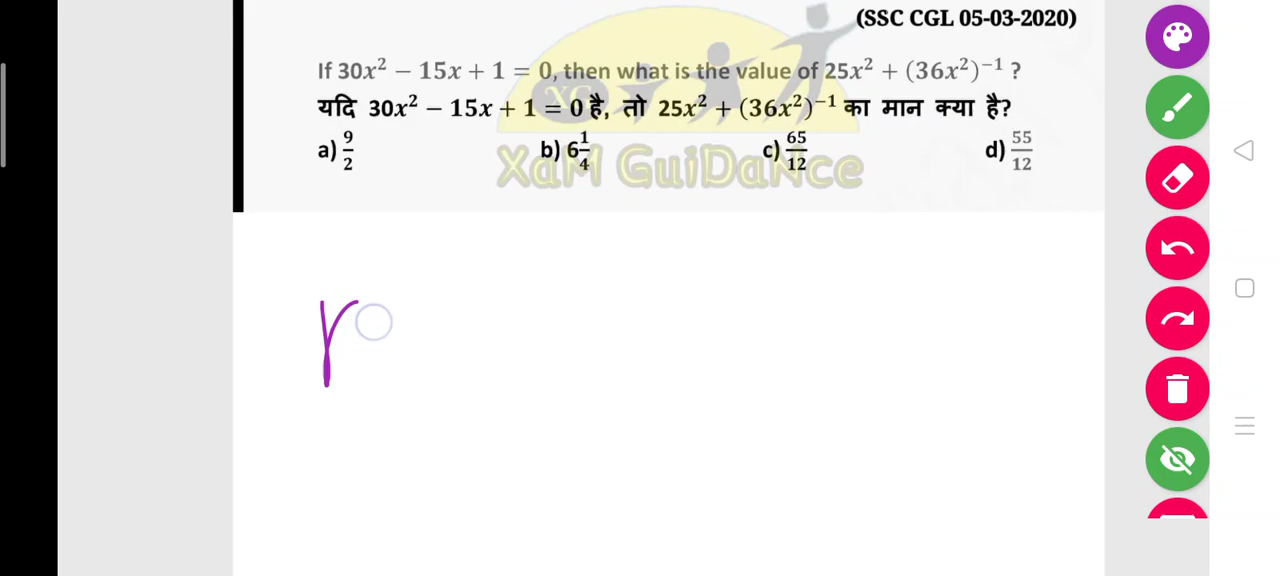 (SSC CGL 05-03-2020)
If 30x² − 15x + 1 = 0, then what is the value of 25x² + (36x²)⁻¹ ?
यदि 30x² − 15x + 1 = 0 है, तो 25x² + (36x²)⁻¹ का मान क्या है?
a) 9/2 b) 6 1/4 c) 65/12 d) 55/12
XG
XaM GuiDaNce
r